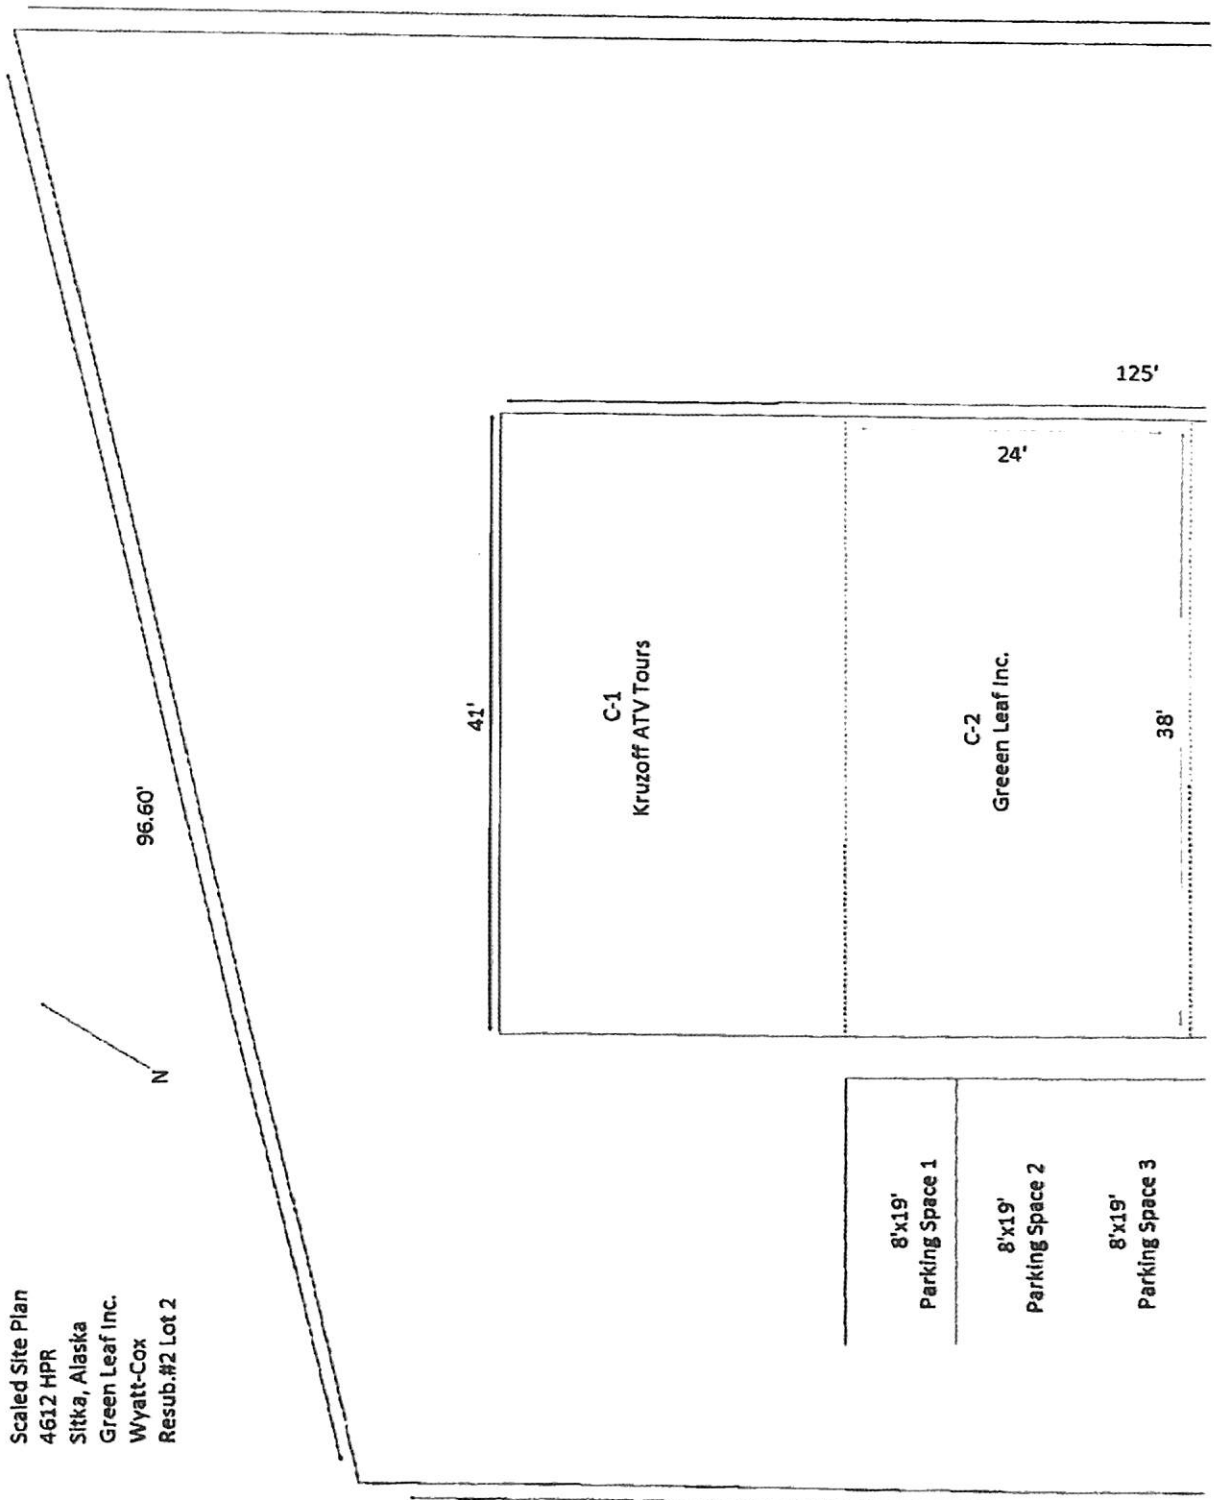 Scaled Site Plan
4612 HPR
Sitka, Alaska
Green Leaf Inc.
Wyatt-Cox
Resub.#2 Lot 2
N
96.60'
41'
C-1
Kruzoff ATV Tours
125'
24'
C-2
Greeen Leaf Inc.
38'
8'x19'
Parking Space 1
8'x19'
Parking Space 2
8'x19'
Parking Space 3